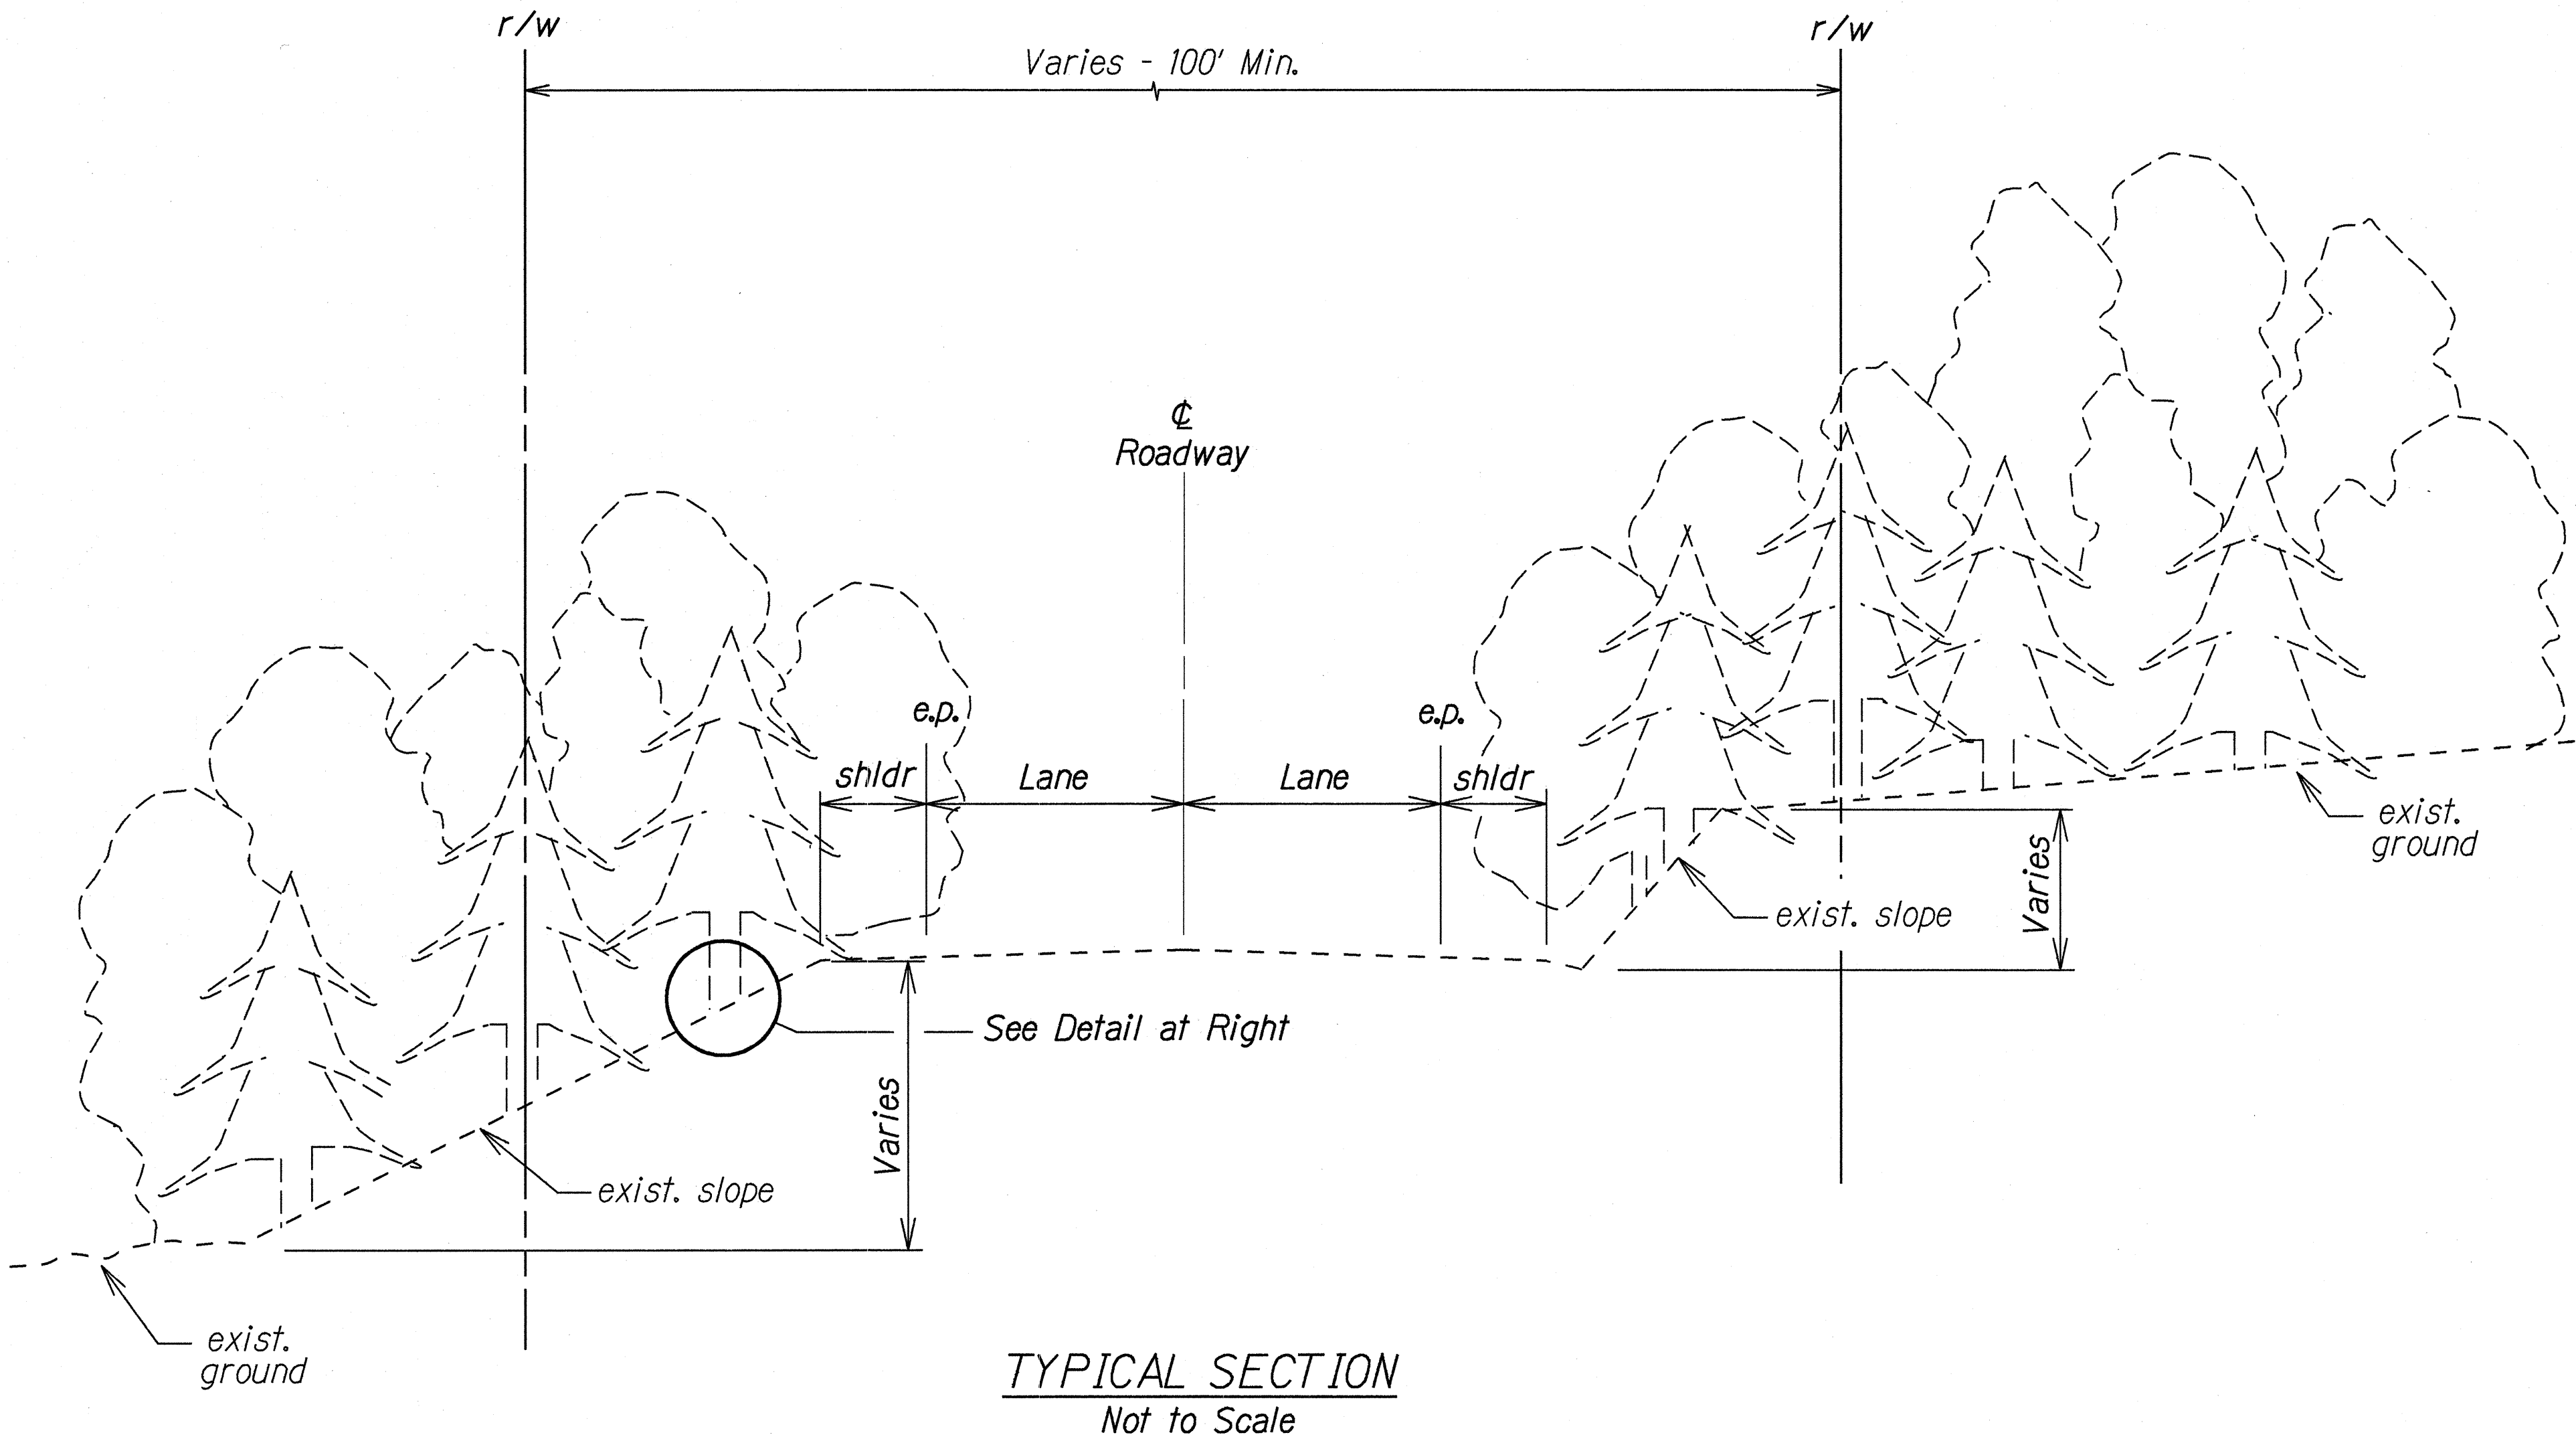 r/w
r/w
Varies - 100' Min.
℄
Roadway
e.p.
e.p.
shldr
Lane
Lane
shldr
exist.
ground
Varies
exist. slope
See Detail at Right
Varies
exist. slope
exist.
ground
TYPICAL SECTION
Not to Scale